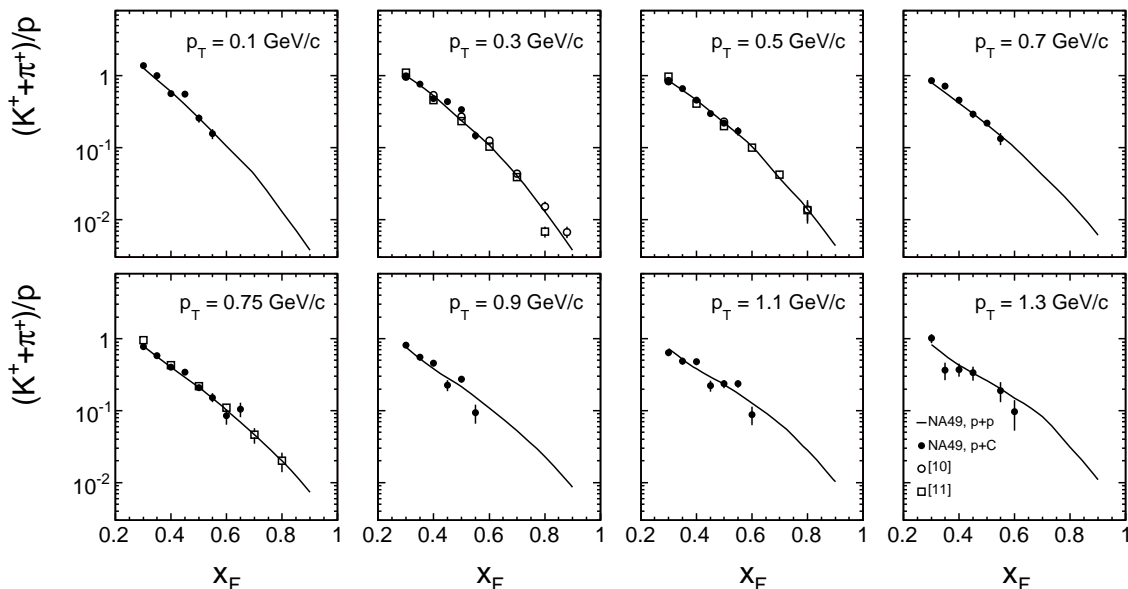 (K⁺+π⁺)/p
p_T = 0.1 GeV/c
p_T = 0.3 GeV/c
p_T = 0.5 GeV/c
p_T = 0.7 GeV/c
1
10⁻¹
10⁻²
(K⁺+π⁺)/p
p_T = 0.75 GeV/c
p_T = 0.9 GeV/c
p_T = 1.1 GeV/c
p_T = 1.3 GeV/c
1
10⁻¹
10⁻²
NA49, p+p
NA49, p+C
[10]
[11]
0.2 0.4 0.6 0.8 1
0.2 0.4 0.6 0.8 1
0.2 0.4 0.6 0.8 1
0.2 0.4 0.6 0.8 1
x_F
x_F
x_F
x_F